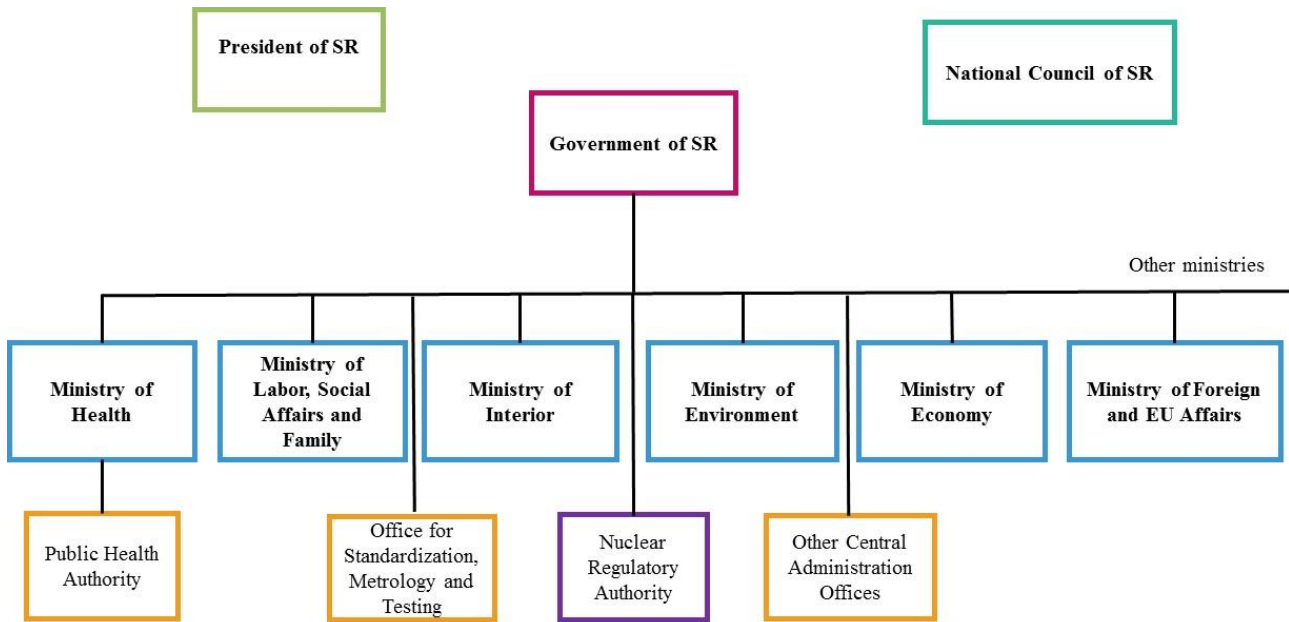 President of SR
National Council of SR
Government of SR
Other ministries
Ministry of
Health
Ministry of
Labor, Social
Affairs and
Family
Ministry of
Interior
Ministry of
Environment
Ministry of
Economy
Ministry of Foreign
and EU Affairs
Public Health
Authority
Office for
Standardization,
Metrology and
Testing
Nuclear
Regulatory
Authority
Other Central
Administration
Offices